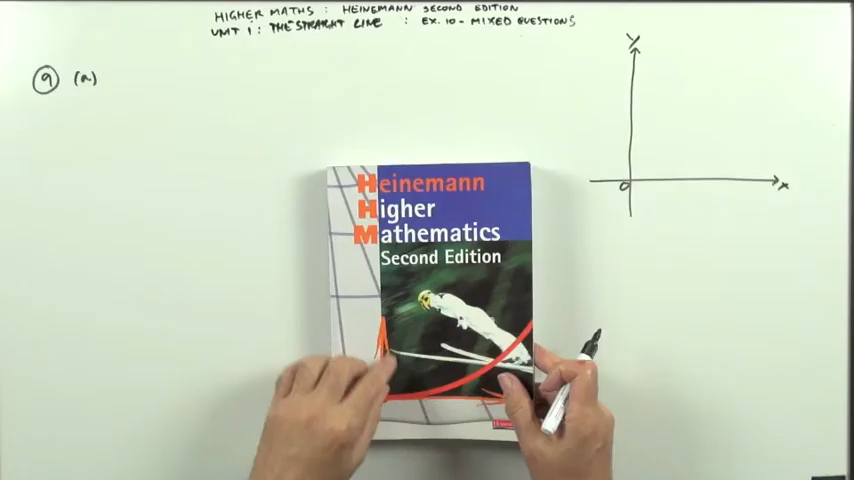 HIGHER MATHS : HEINEMANN SECOND EDITION
UNIT 1 : THE STRAIGHT LINE : EX. 10 - MIXED QUESTIONS
9 (a)
y
0
x
Heinemann
Higher
Mathematics
Second Edition